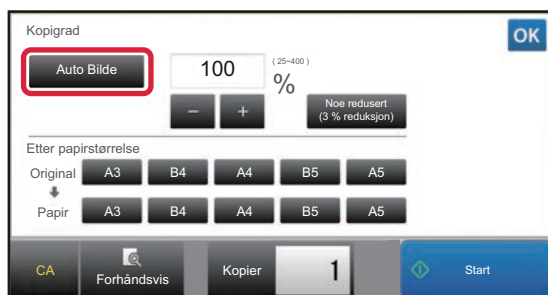 Kopigrad
OK
Auto Bilde
100
( 25~400 )
%
–
+
Noe redusert
(3 % reduksjon)
Etter papirstørrelse
Original A3 B4 A4 B5 A5
Papir A3 B4 A4 B5 A5
CA
Forhåndsvis
Kopier
1
Start